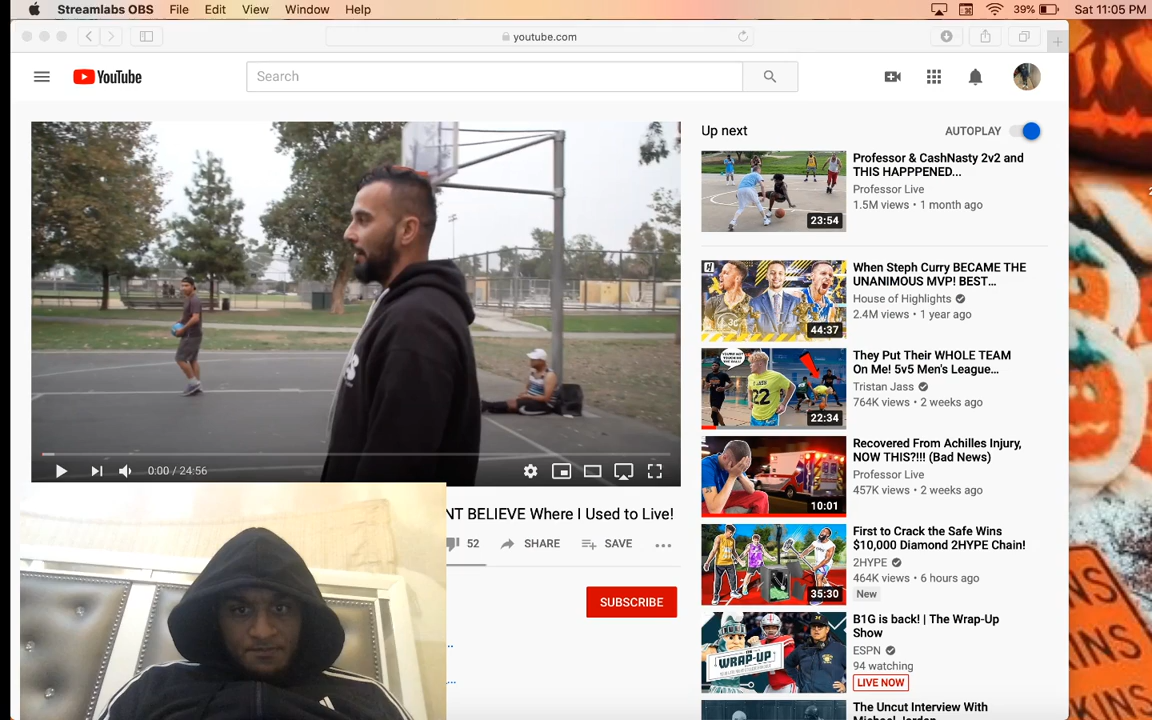 Streamlabs OBS File Edit View Window Help 39% Sat 11:05 PM
youtube.com
YouTube
Search
Up next
AUTOPLAY
Professor & CashNasty 2v2 and
THIS HAPPPENED...
Professor Live
1.5M views • 1 month ago
23:54
When Steph Curry BECAME THE
UNANIMOUS MVP! BEST...
House of Highlights
2.4M views • 1 year ago
44:37
They Put Their WHOLE TEAM
On Me! 5v5 Men's League...
Tristan Jass
764K views • 2 weeks ago
22
22:34
Recovered From Achilles Injury,
NOW THIS?!!! (Bad News)
Professor Live
457K views • 2 weeks ago
10:01
0:00 / 24:56
NT BELIEVE Where I Used to Live!
52 SHARE SAVE ...
First to Crack the Safe Wins
$10,000 Diamond 2HYPE Chain!
2HYPE
464K views • 6 hours ago
New
35:30
SUBSCRIBE
B1G is back! | The Wrap-Up
Show
ESPN
94 watching
LIVE NOW
WRAP-UP
..
...
The Uncut Interview With
Michael Jordan
KINS